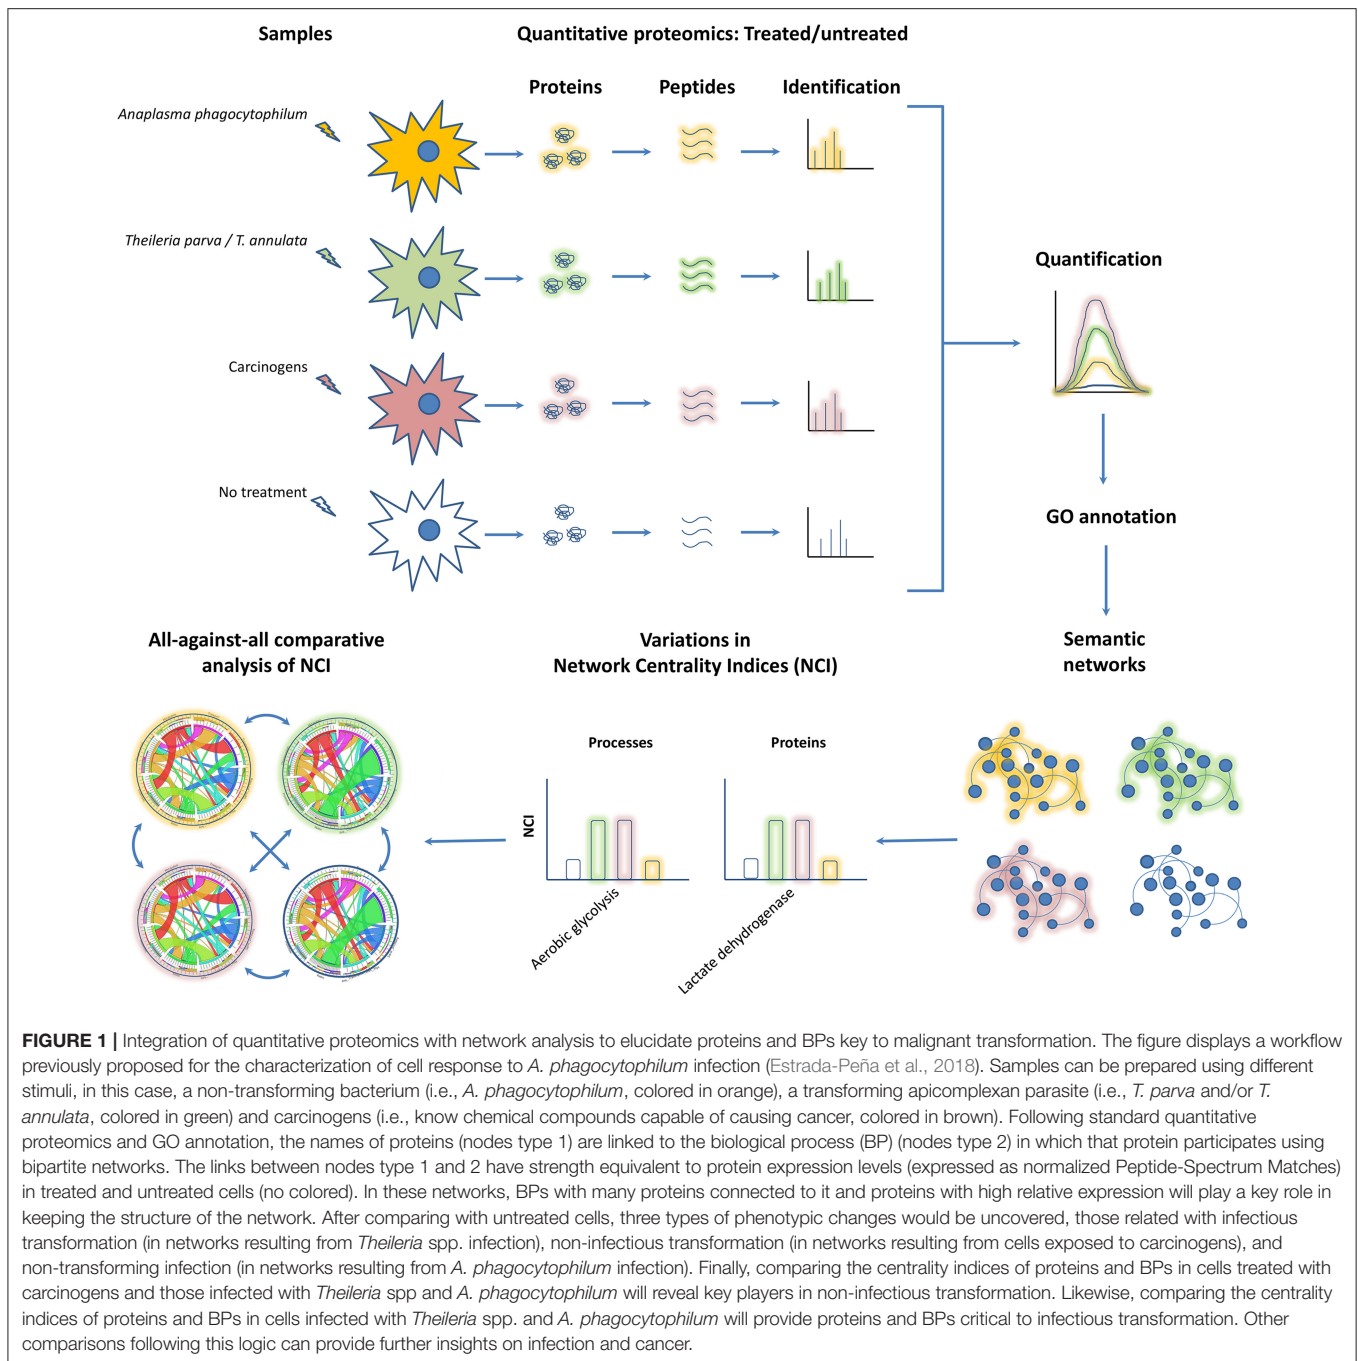 Samples
Quantitative proteomics: Treated/untreated
Proteins
Peptides
Identification
Anaplasma phagocytophilum
Theileria parva / T. annulata
Carcinogens
No treatment
Quantification
GO annotation
Semantic
networks
Variations in
Network Centrality Indices (NCI)
All-against-all comparative
analysis of NCI
Processes
Proteins
NCI
Aerobic glycolysis
Lactate dehydrogenase
FIGURE 1 | Integration of quantitative proteomics with network analysis to elucidate proteins and BPs key to malignant transformation. The figure displays a workflow
previously proposed for the characterization of cell response to A. phagocytophilum infection (Estrada-Peña et al., 2018). Samples can be prepared using different
stimuli, in this case, a non-transforming bacterium (i.e., A. phagocytophilum, colored in orange), a transforming apicomplexan parasite (i.e., T. parva and/or T.
annulata, colored in green) and carcinogens (i.e., know chemical compounds capable of causing cancer, colored in brown). Following standard quantitative
proteomics and GO annotation, the names of proteins (nodes type 1) are linked to the biological process (BP) (nodes type 2) in which that protein participates using
bipartite networks. The links between nodes type 1 and 2 have strength equivalent to protein expression levels (expressed as normalized Peptide-Spectrum Matches)
in treated and untreated cells (no colored). In these networks, BPs with many proteins connected to it and proteins with high relative expression will play a key role in
keeping the structure of the network. After comparing with untreated cells, three types of phenotypic changes would be uncovered, those related with infectious
transformation (in networks resulting from Theileria spp. infection), non-infectious transformation (in networks resulting from cells exposed to carcinogens), and
non-transforming infection (in networks resulting from A. phagocytophilum infection). Finally, comparing the centrality indices of proteins and BPs in cells treated with
carcinogens and those infected with Theileria spp and A. phagocytophilum will reveal key players in non-infectious transformation. Likewise, comparing the centrality
indices of proteins and BPs in cells infected with Theileria spp. and A. phagocytophilum will provide proteins and BPs critical to infectious transformation. Other
comparisons following this logic can provide further insights on infection and cancer.